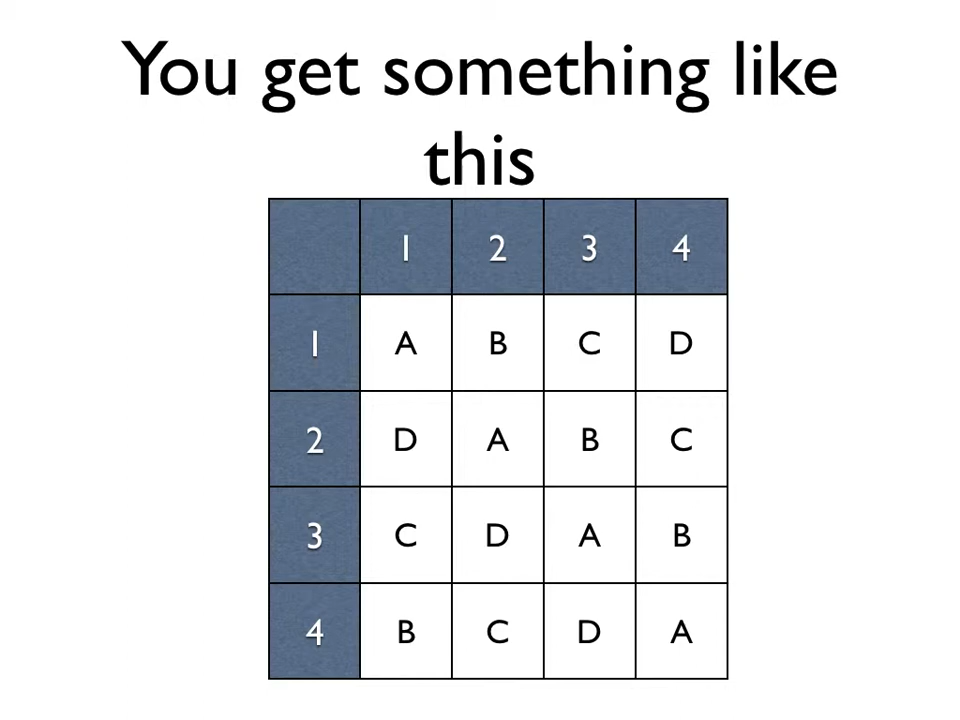 You get something like
this
1 2 3 4
1 A B C D
2 D A B C
3 C D A B
4 B C D A